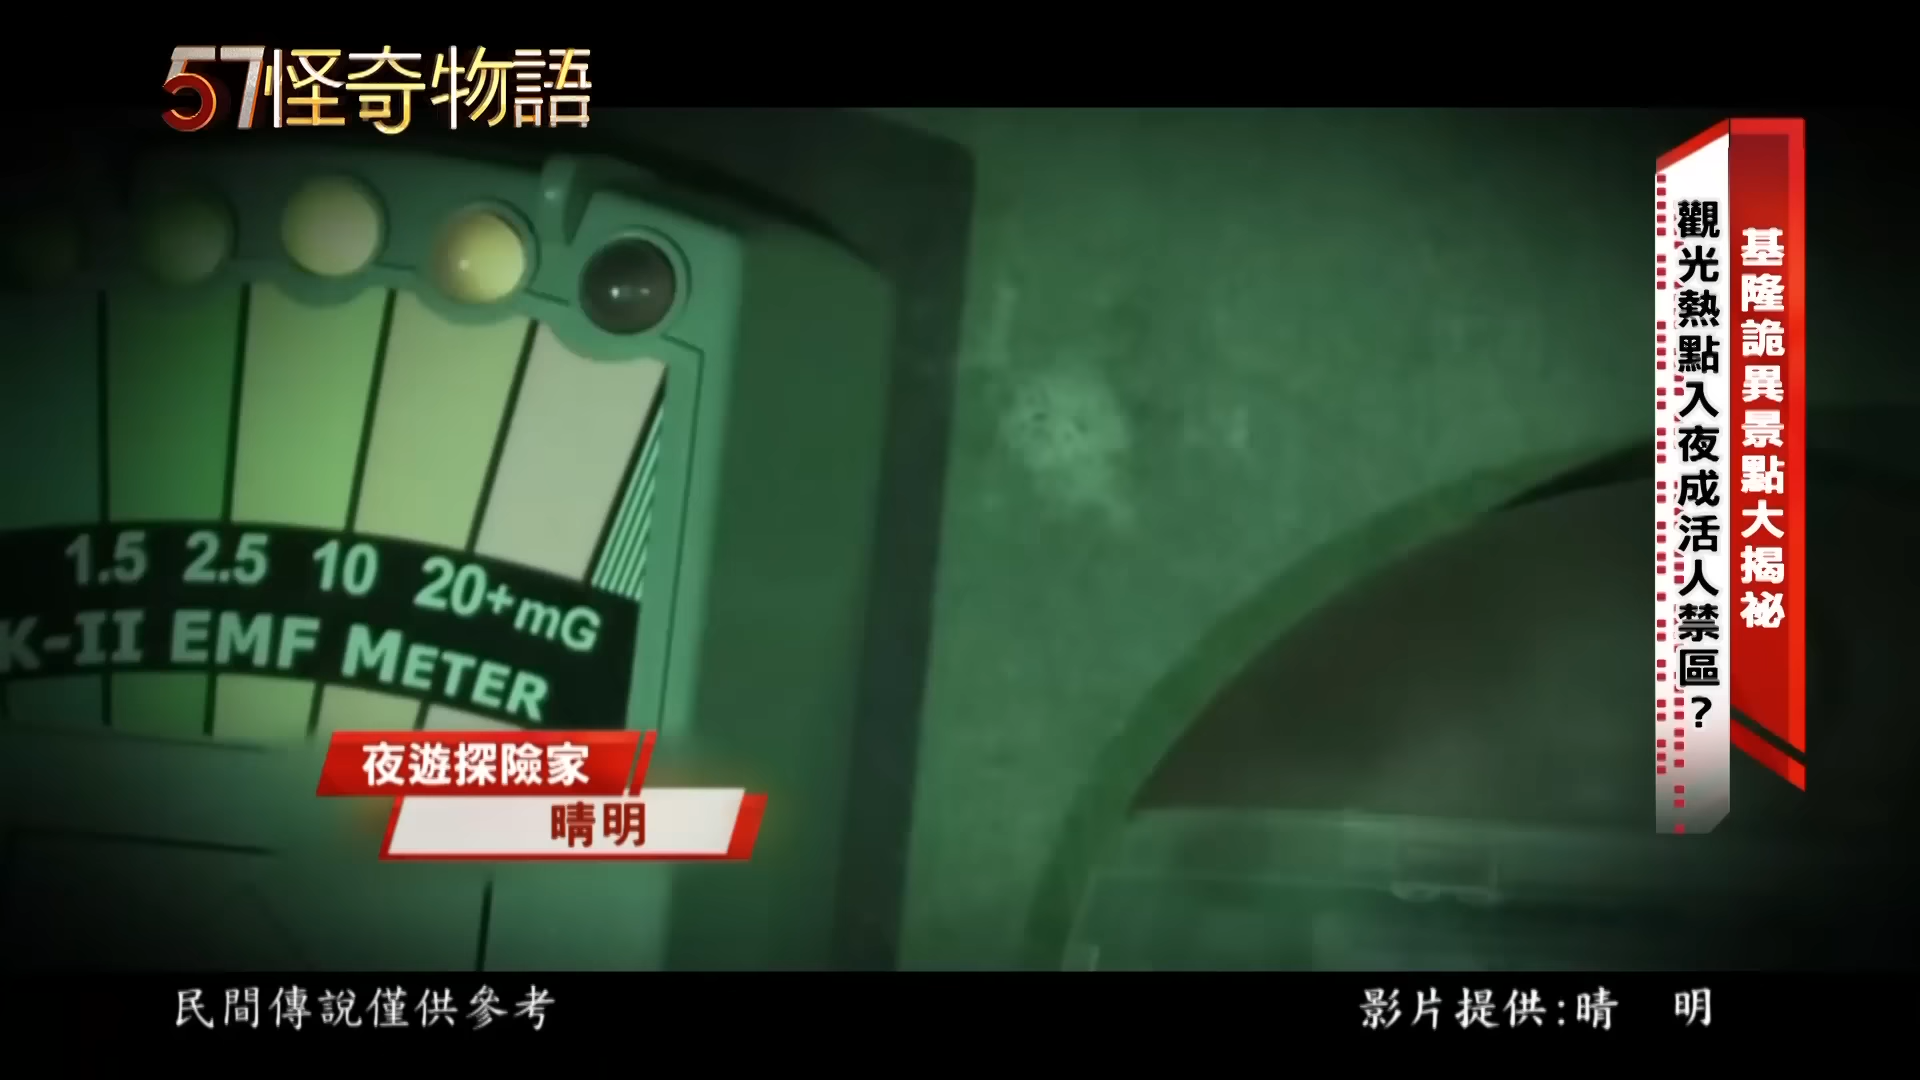 57怪奇物語
基隆詭異景點大揭祕
觀光熱點入夜成活人禁區？
1.5 2.5 10 20+mG
K-II EMF METER
夜遊探險家
晴明
民間傳說僅供參考
影片提供:晴 明